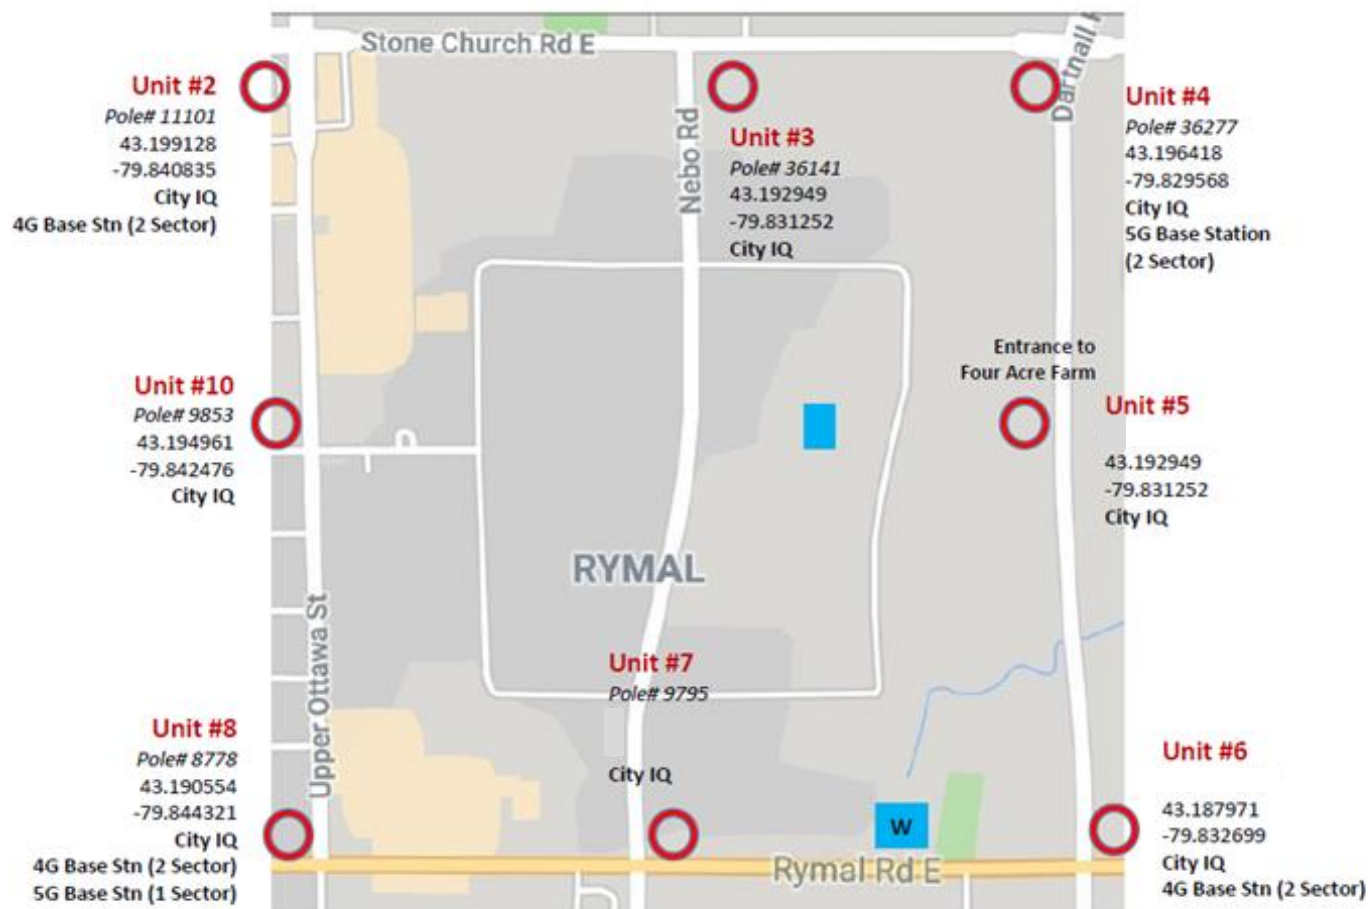 Stone Church Rd E
Dartnall R
Unit #2
Pole# 11101
43.199128
-79.840835
City IQ
4G Base Stn (2 Sector)
Nebo Rd
Unit #3
Pole# 36141
43.192949
-79.831252
City IQ
Unit #4
Pole# 36277
43.196418
-79.829568
City IQ
5G Base Station
(2 Sector)
Unit #10
Pole# 9853
43.194961
-79.842476
City IQ
Entrance to
Four Acre Farm
Unit #5
43.192949
-79.831252
City IQ
RYMAL
Upper Ottawa St
Unit #7
Pole# 9795
City IQ
Unit #8
Pole# 8778
43.190554
-79.844321
City IQ
4G Base Stn (2 Sector)
5G Base Stn (1 Sector)
W
Rymal Rd E
Unit #6
43.187971
-79.832699
City IQ
4G Base Stn (2 Sector)